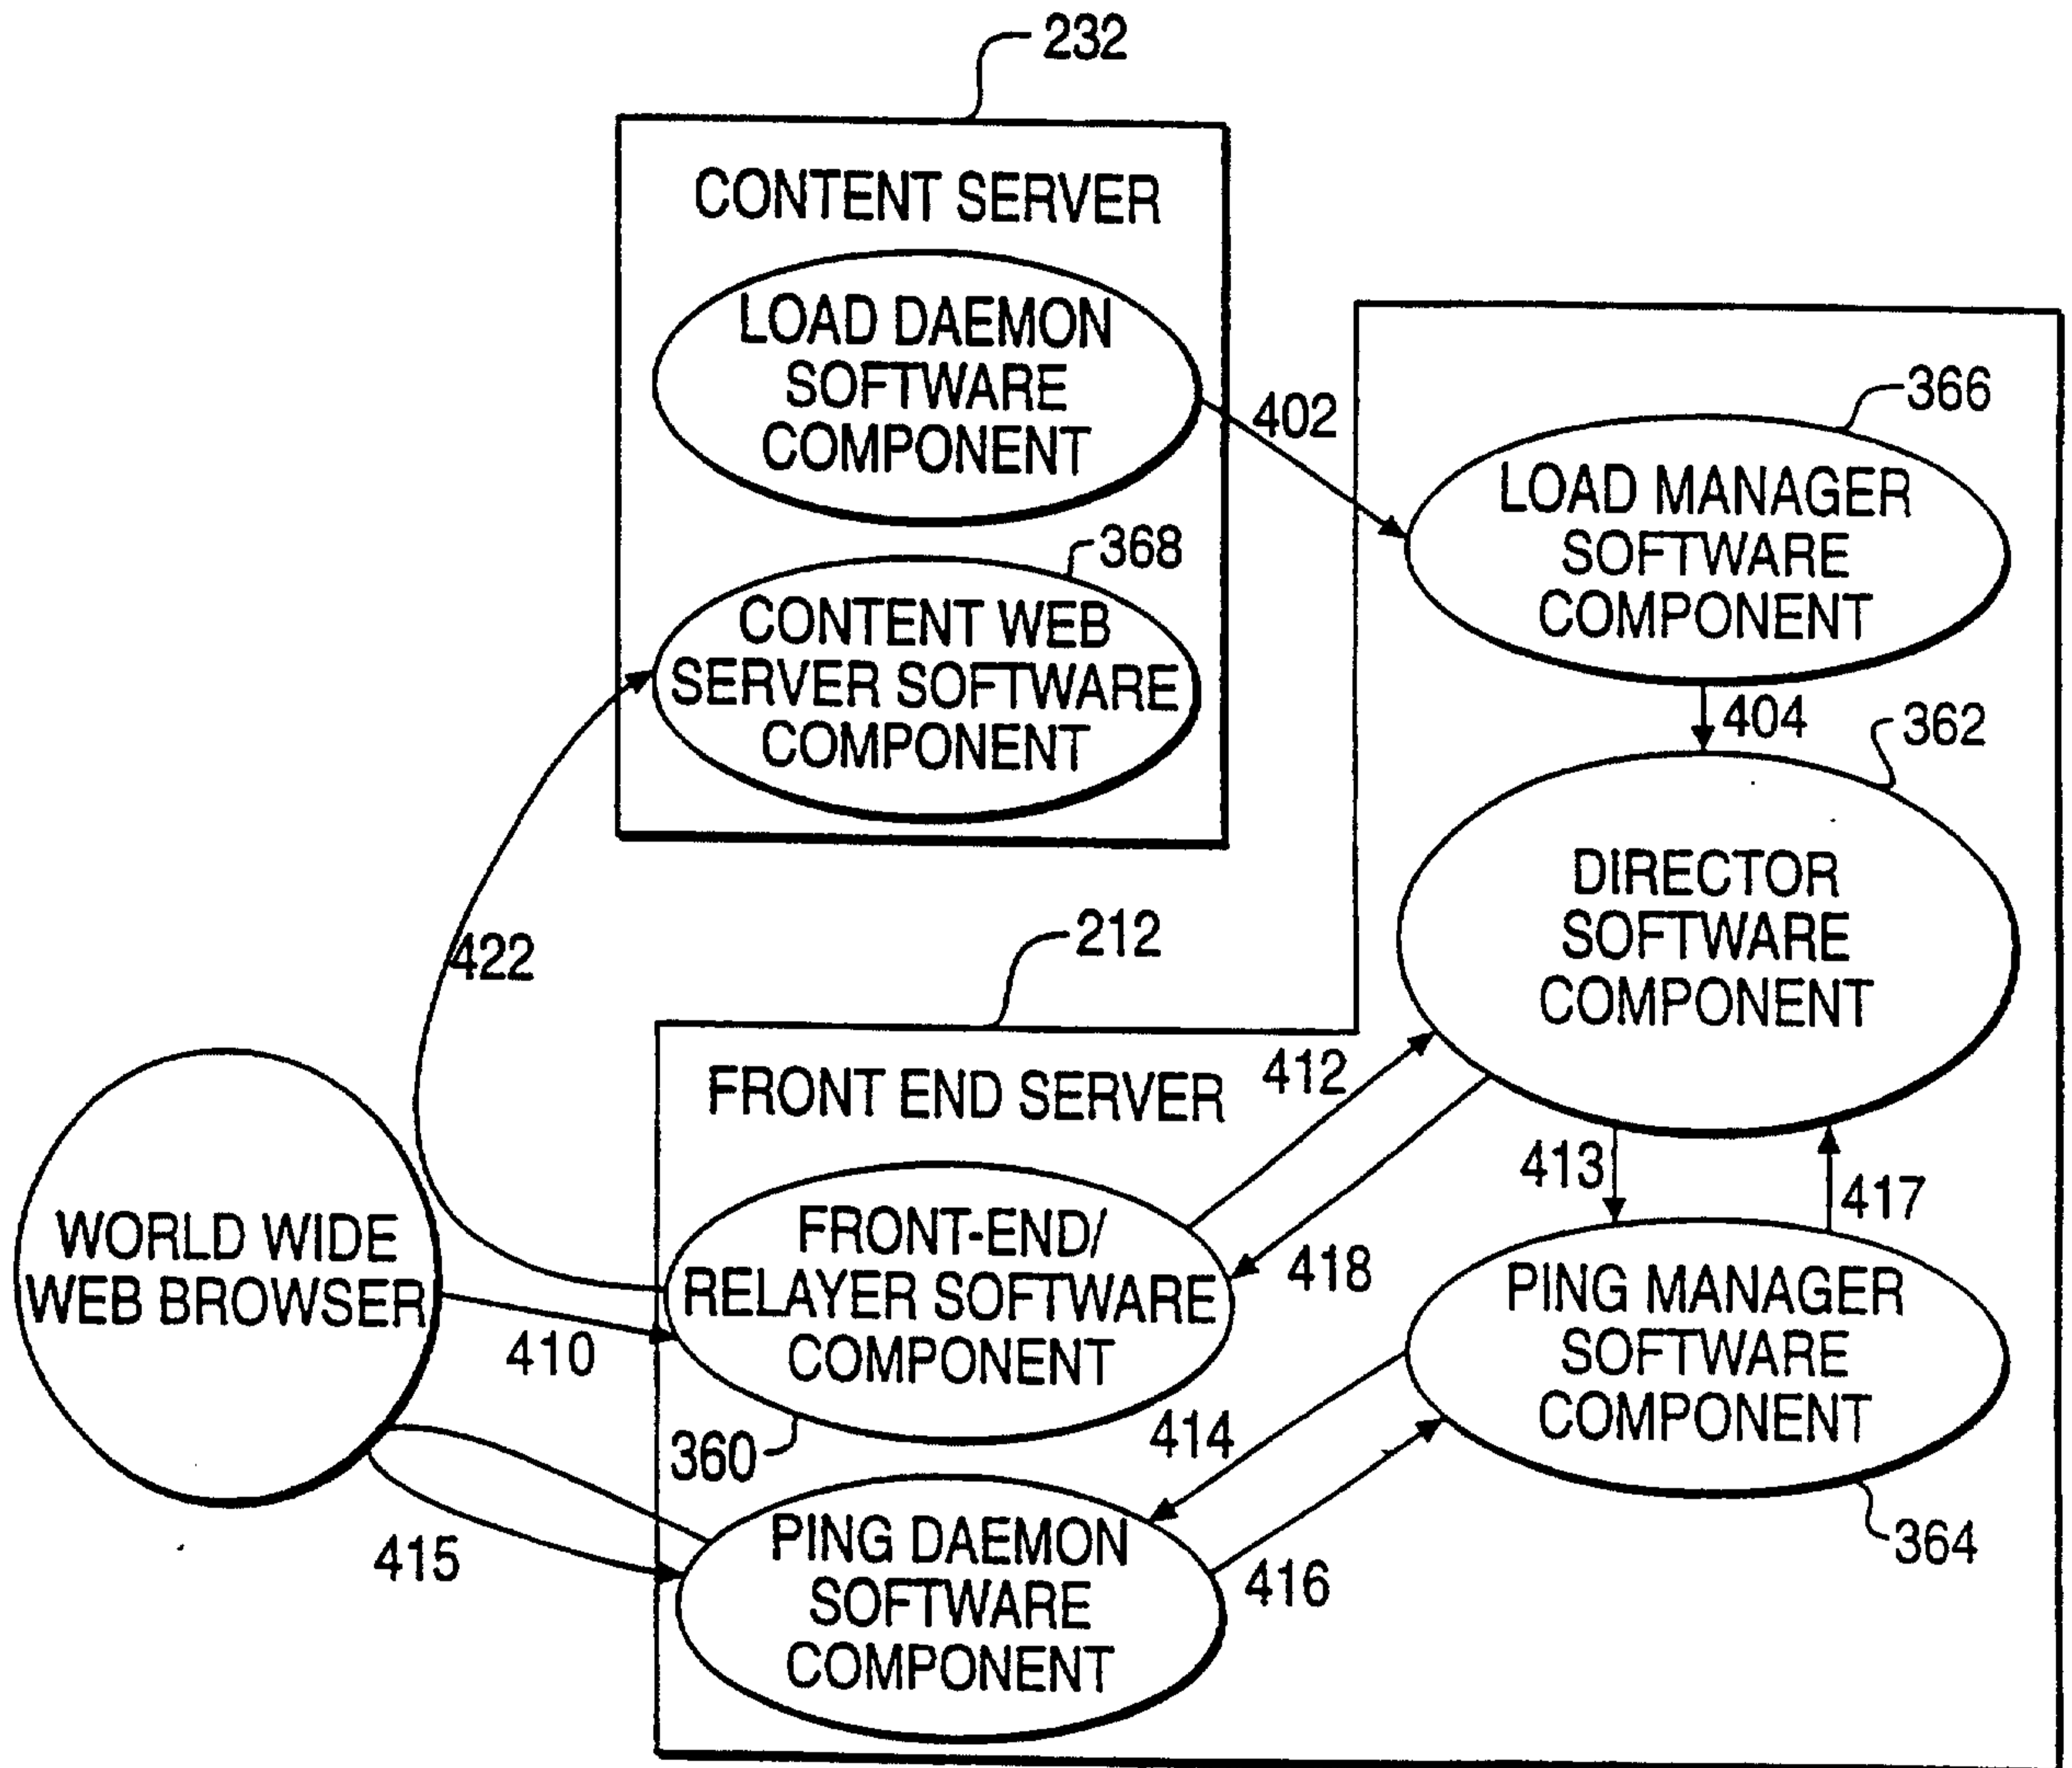 232
CONTENT SERVER
LOAD DAEMON
SOFTWARE
COMPONENT
402
366
LOAD MANAGER
SOFTWARE
COMPONENT
368
CONTENT WEB
SERVER SOFTWARE
COMPONENT
404
362
DIRECTOR
SOFTWARE
COMPONENT
422
212
FRONT END SERVER
412
413
417
WORLD WIDE
WEB BROWSER
FRONT-END/
RELAYER SOFTWARE
COMPONENT
418
410
PING MANAGER
SOFTWARE
COMPONENT
360
414
415
PING DAEMON
SOFTWARE
COMPONENT
416
364